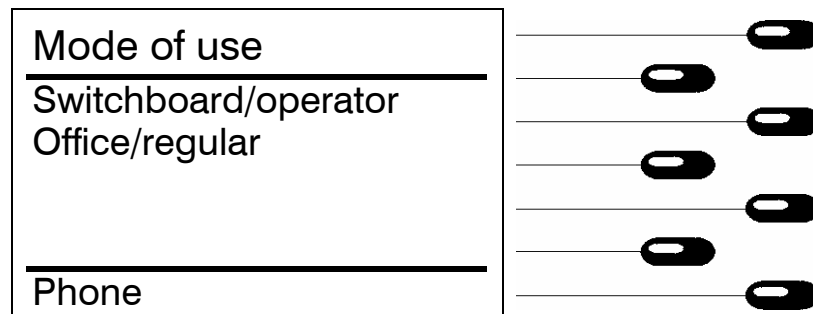 Mode of use
Switchboard/operator
Office/regular
Phone